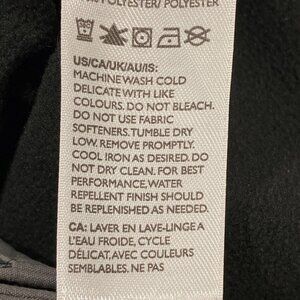 POLYESTER/ POLYESTER
US/CA/UK/AU/IS:
MACHINE WASH COLD
DELICATE WITH LIKE
COLOURS. DO NOT BLEACH.
DO NOT USE FABRIC
SOFTENERS. TUMBLE DRY
LOW. REMOVE PROMPTLY.
COOL IRON AS DESIRED. DO
NOT DRY CLEAN. FOR BEST
PERFORMANCE, WATER
REPELLENT FINISH SHOULD
BE REPLENISHED AS NEEDED.
CA: LAVER EN LAVE-LINGE A
L'EAU FROIDE, CYCLE
DÉLICAT, AVEC COULEURS
SEMBLABLES. NE PAS